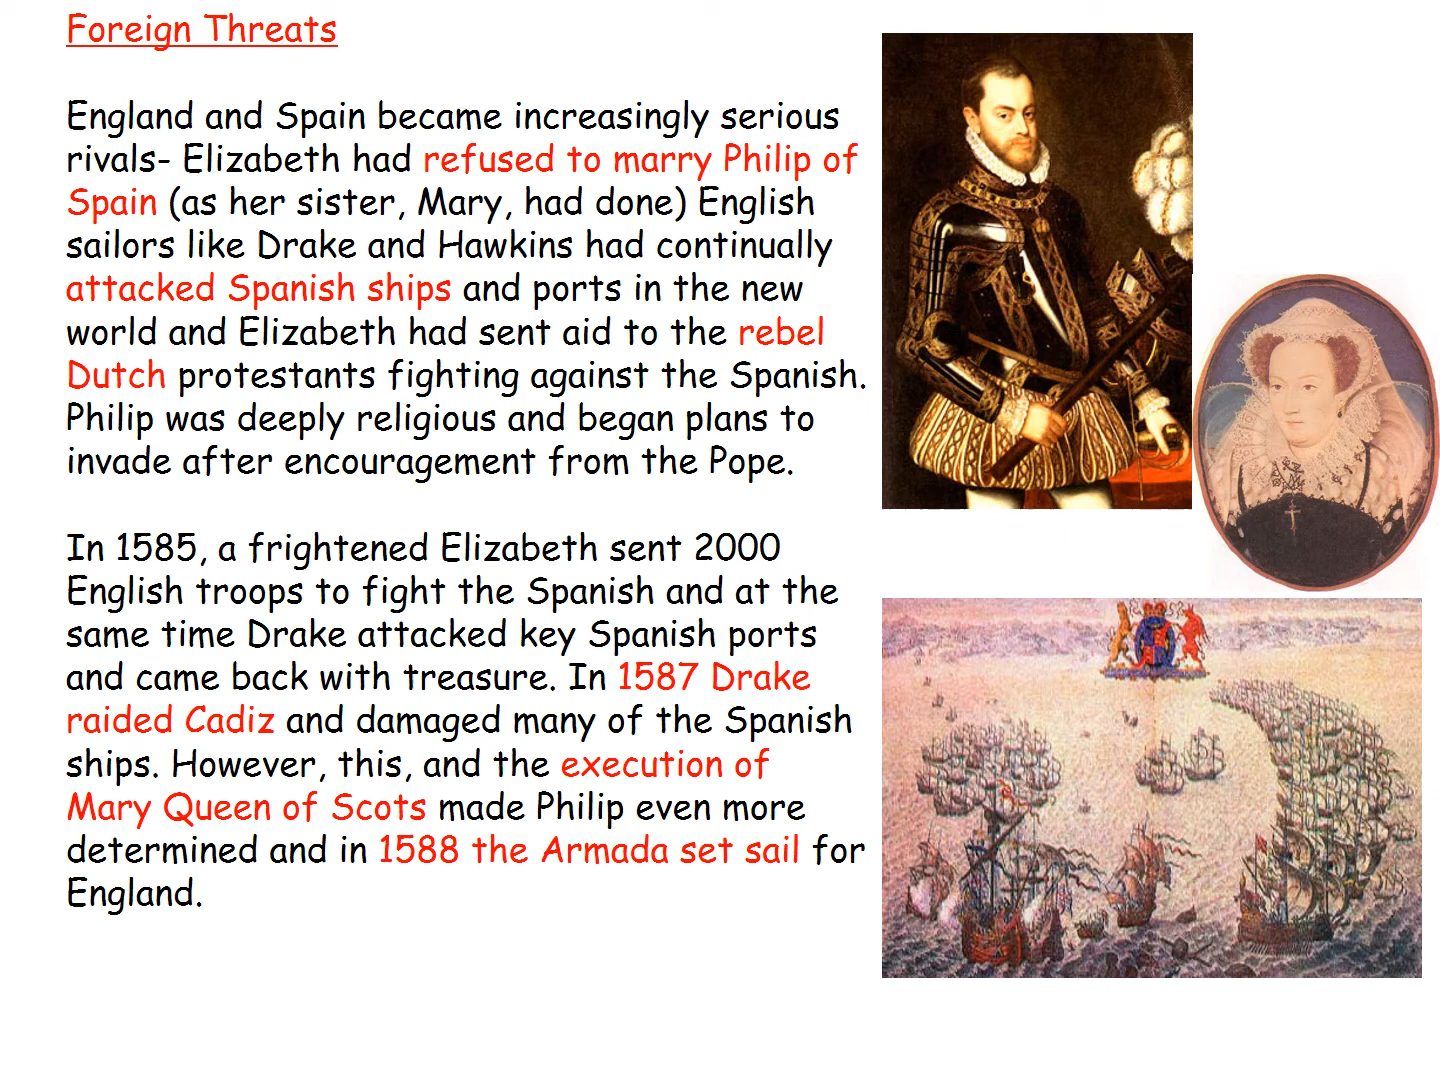 Foreign Threats
England and Spain became increasingly serious
rivals- Elizabeth had refused to marry Philip of
Spain (as her sister, Mary, had done) English
sailors like Drake and Hawkins had continually
attacked Spanish ships and ports in the new
world and Elizabeth had sent aid to the rebel
Dutch protestants fighting against the Spanish.
Philip was deeply religious and began plans to
invade after encouragement from the Pope.
In 1585, a frightened Elizabeth sent 2000
English troops to fight the Spanish and at the
same time Drake attacked key Spanish ports
and came back with treasure. In 1587 Drake
raided Cadiz and damaged many of the Spanish
ships. However, this, and the execution of
Mary Queen of Scots made Philip even more
determined and in 1588 the Armada set sail for
England.